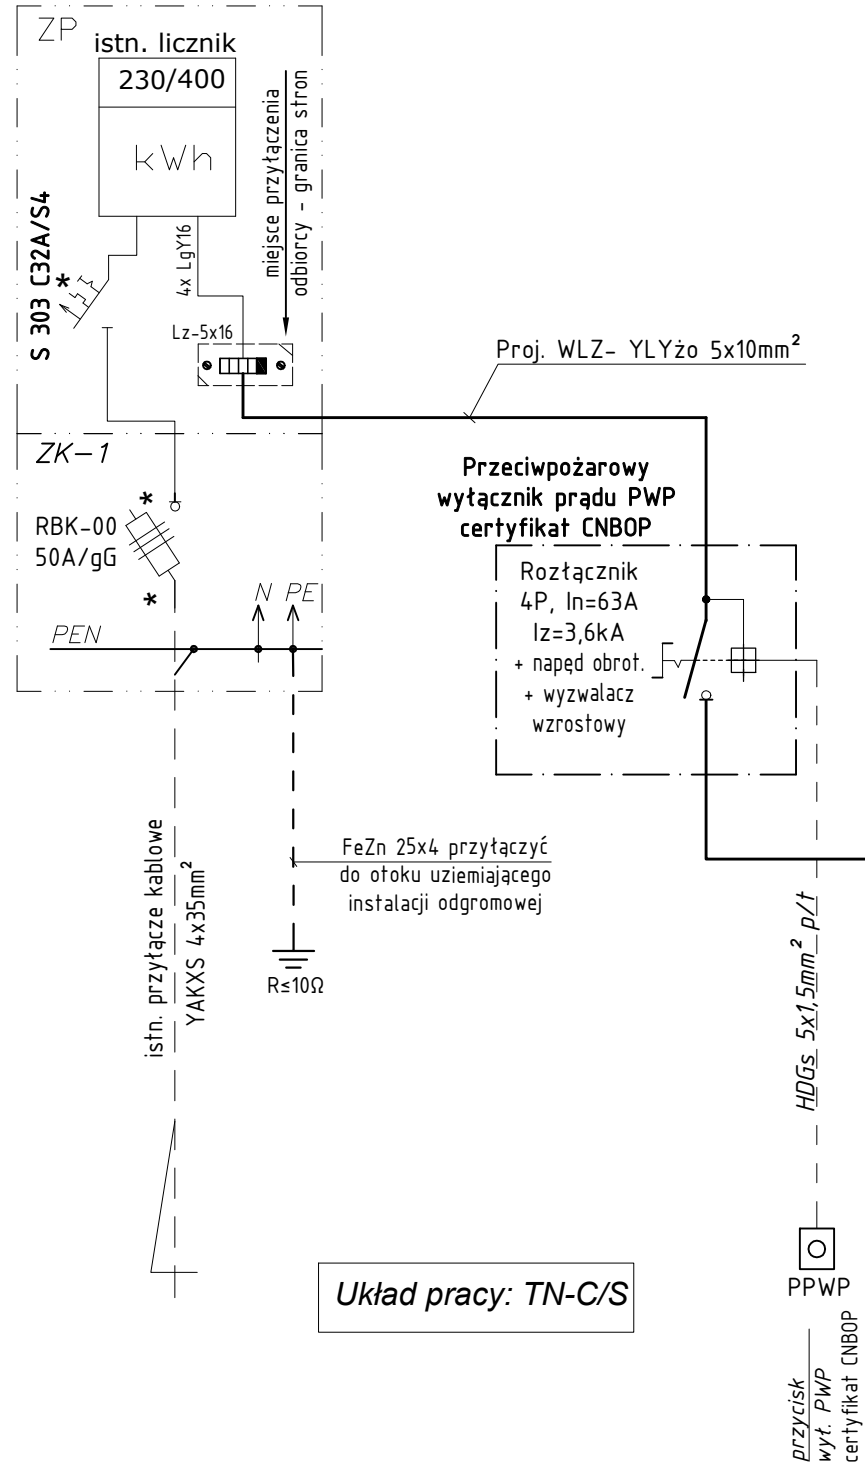 ZP
istn. licznik
230/400
kWh
S 303 C32A/S4
*
4x LgY16
miejsce przyłączenia
odbiorcy - granica stron
Lz-5x16
Proj. WLZ- YLYżo 5x10mm²
ZK-1
*
RBK-00
50A/gG
*
N PE
PEN
Przeciwpożarowy
wyłącznik prądu PWP
certyfikat CNBOP
Rozłącznik
4P, In=63A
Iz=3,6kA
+ napęd obrot.
+ wyzwalacz
wzrostowy
FeZn 25x4 przyłączyć
do otoku uziemiającego
instalacji odgromowej
R≤10Ω
istn. przyłącze kablowe
YAKXS 4x35mm²
HDGs 5x1,5mm² p/t
Układ pracy: TN-C/S
PPWP
przycisk
wył. PWP
certyfikat CNBOP